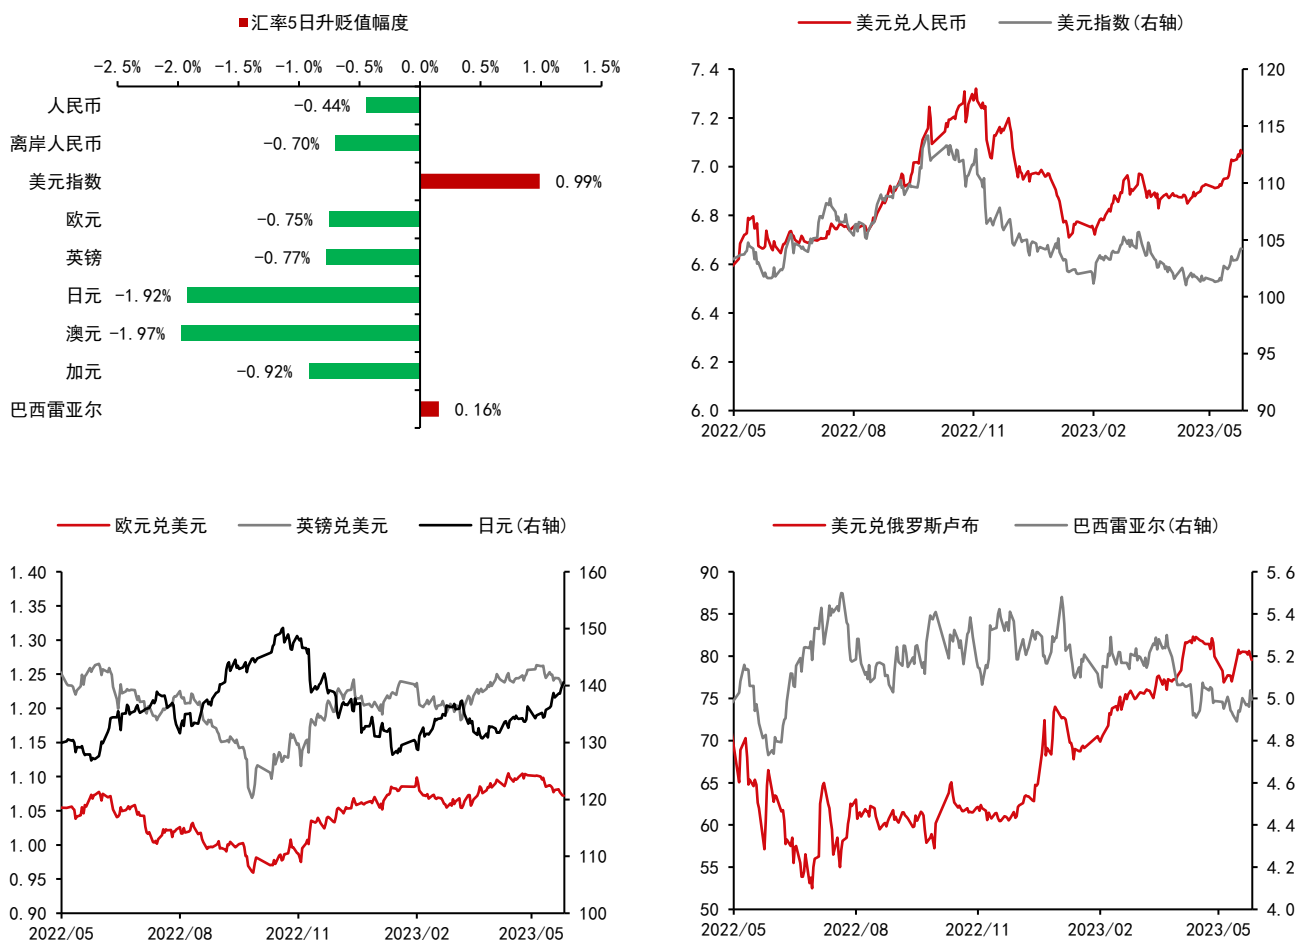 汇率5日升贬值幅度
-2.5% -2.0% -1.5% -1.0% -0.5% 0.0% 0.5% 1.0% 1.5%
人民币 -0.44%
离岸人民币 -0.70%
美元指数 0.99%
欧元 -0.75%
英镑 -0.77%
日元 -1.92%
澳元 -1.97%
加元 -0.92%
巴西雷亚尔 0.16%
美元兑人民币 美元指数(右轴)
7.4 120
7.2 115
7.0 110
6.8 105
6.6 100
6.4 95
6.2 90
6.0
2022/05 2022/08 2022/11 2023/02 2023/05
欧元兑美元 英镑兑美元 日元(右轴)
1.40 160
1.35 150
1.30 140
1.25 130
1.20 120
1.15 110
1.10 100
1.05
1.00
0.95
0.90
2022/05 2022/08 2022/11 2023/02 2023/05
美元兑俄罗斯卢布 巴西雷亚尔(右轴)
90 5.6
85 5.4
80 5.2
75 5.0
70 4.8
65 4.6
60 4.4
55 4.2
50 4.0
2022/05 2022/08 2022/11 2023/02 2023/05